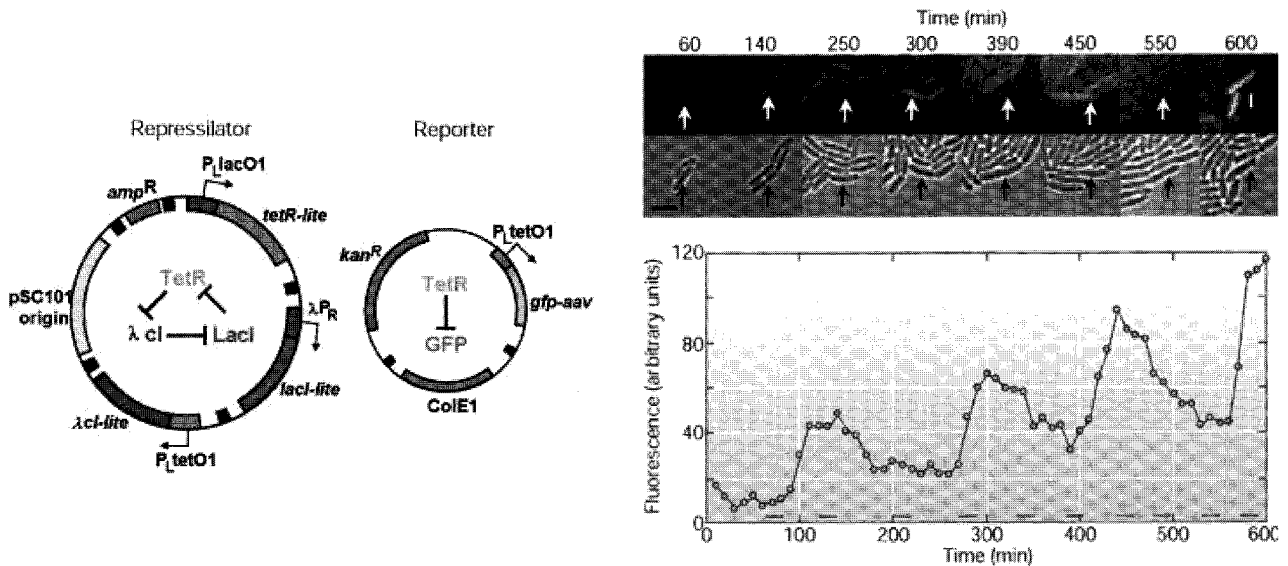 Repressilator
PLlacO1
ampR
tetR-lite
pSC101
origin
TetR
λ cI
LacI
λPR
lacI-lite
λcI-lite
PLtetO1
Reporter
PLtetO1
kanR
TetR
GFP
gfp-aav
ColE1
Time (min)
60 140 250 300 390 450 550 600
Fluorescence (arbitrary units)
120
80
40
0
0 100 200 300 400 500 600
Time (min)